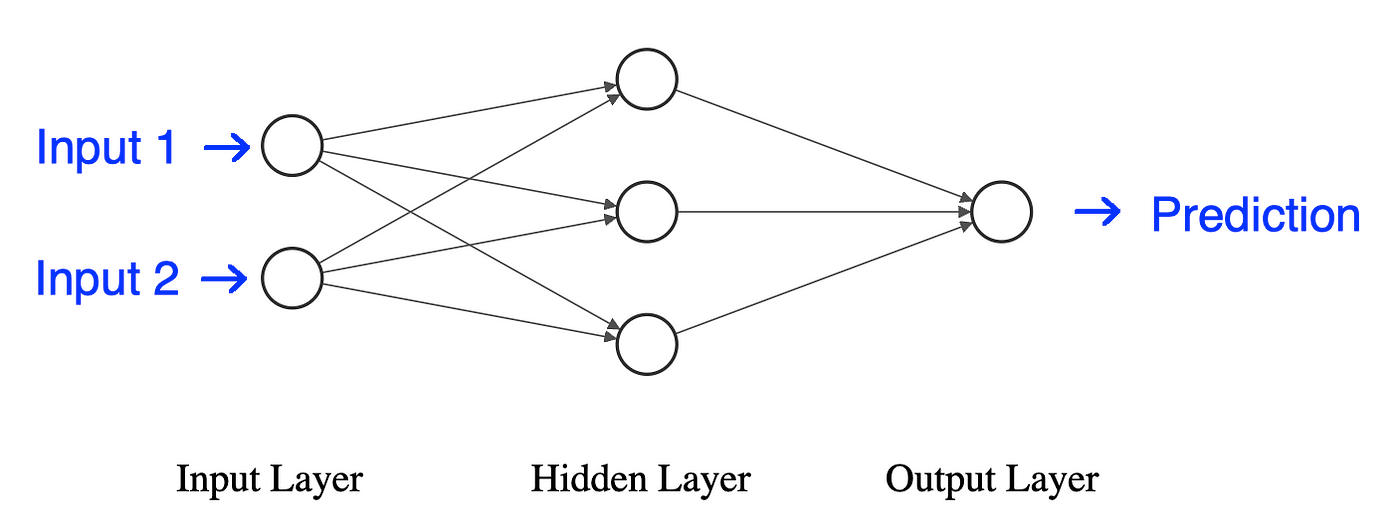 Input 1
Input 2
Prediction
Input Layer
Hidden Layer
Output Layer